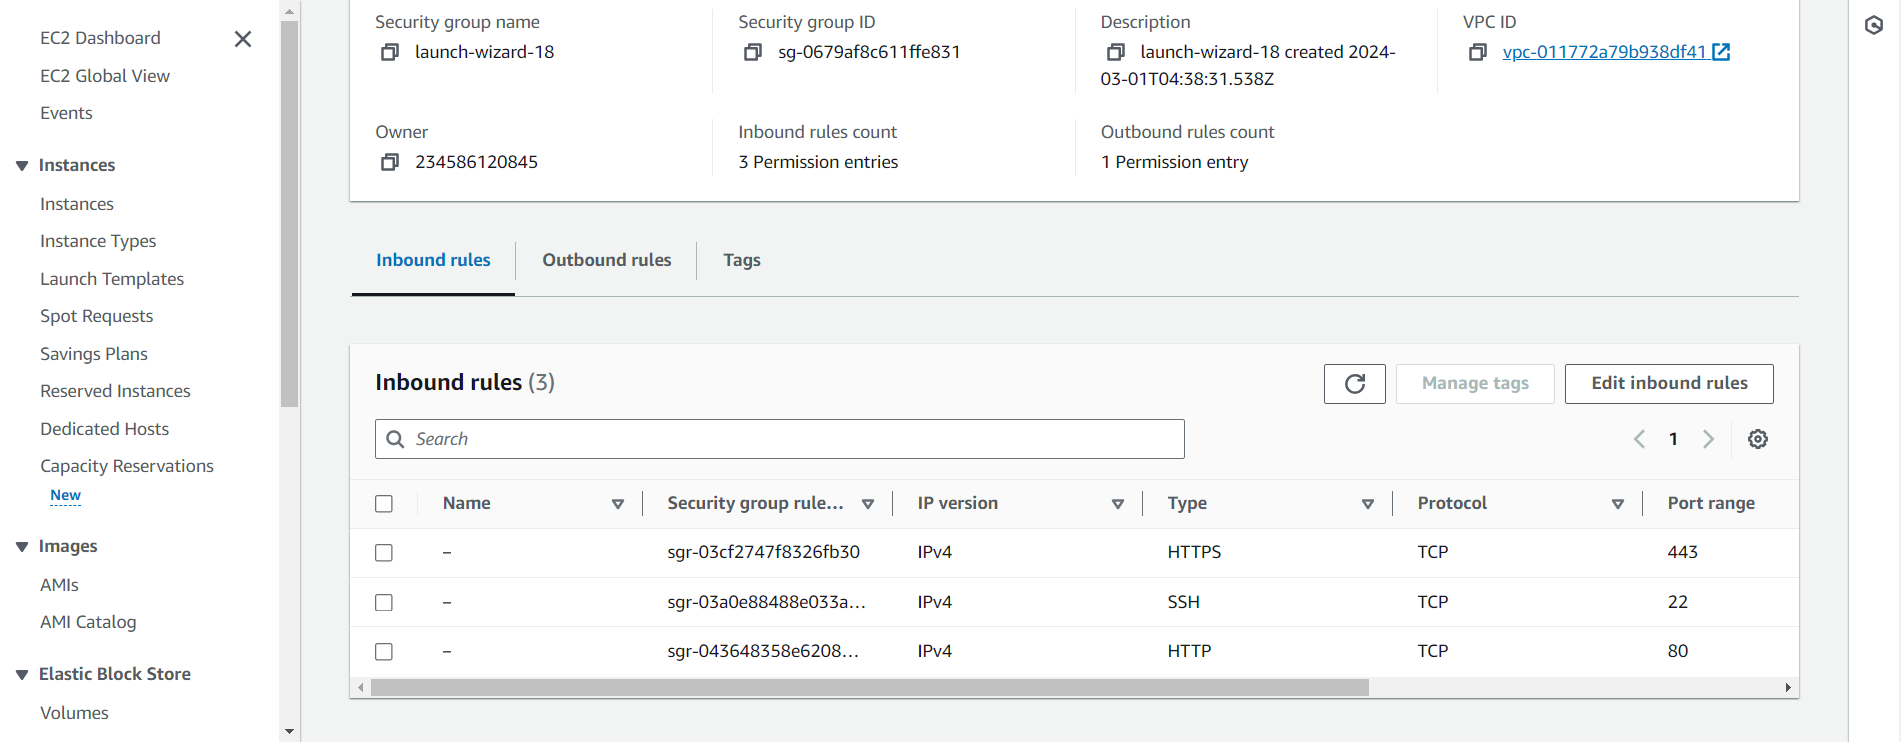 EC2 Dashboard
EC2 Global View
Events
Instances
Instances
Instance Types
Launch Templates
Spot Requests
Savings Plans
Reserved Instances
Dedicated Hosts
Capacity Reservations
New
Images
AMIs
AMI Catalog
Elastic Block Store
Volumes
Security group name
launch-wizard-18
Security group ID
sg-0679af8c611ffe831
Description
launch-wizard-18 created 2024-
03-01T04:38:31.538Z
VPC ID
vpc-011772a79b938df41
Owner
234586120845
Inbound rules count
3 Permission entries
Outbound rules count
1 Permission entry
Inbound rules Outbound rules Tags
Inbound rules (3)
Manage tags Edit inbound rules
Search
1
Name Security group rule... IP version Type Protocol Port range
– sgr-03cf2747f8326fb30 IPv4 HTTPS TCP 443
– sgr-03a0e88488e033a... IPv4 SSH TCP 22
– sgr-043648358e6208... IPv4 HTTP TCP 80